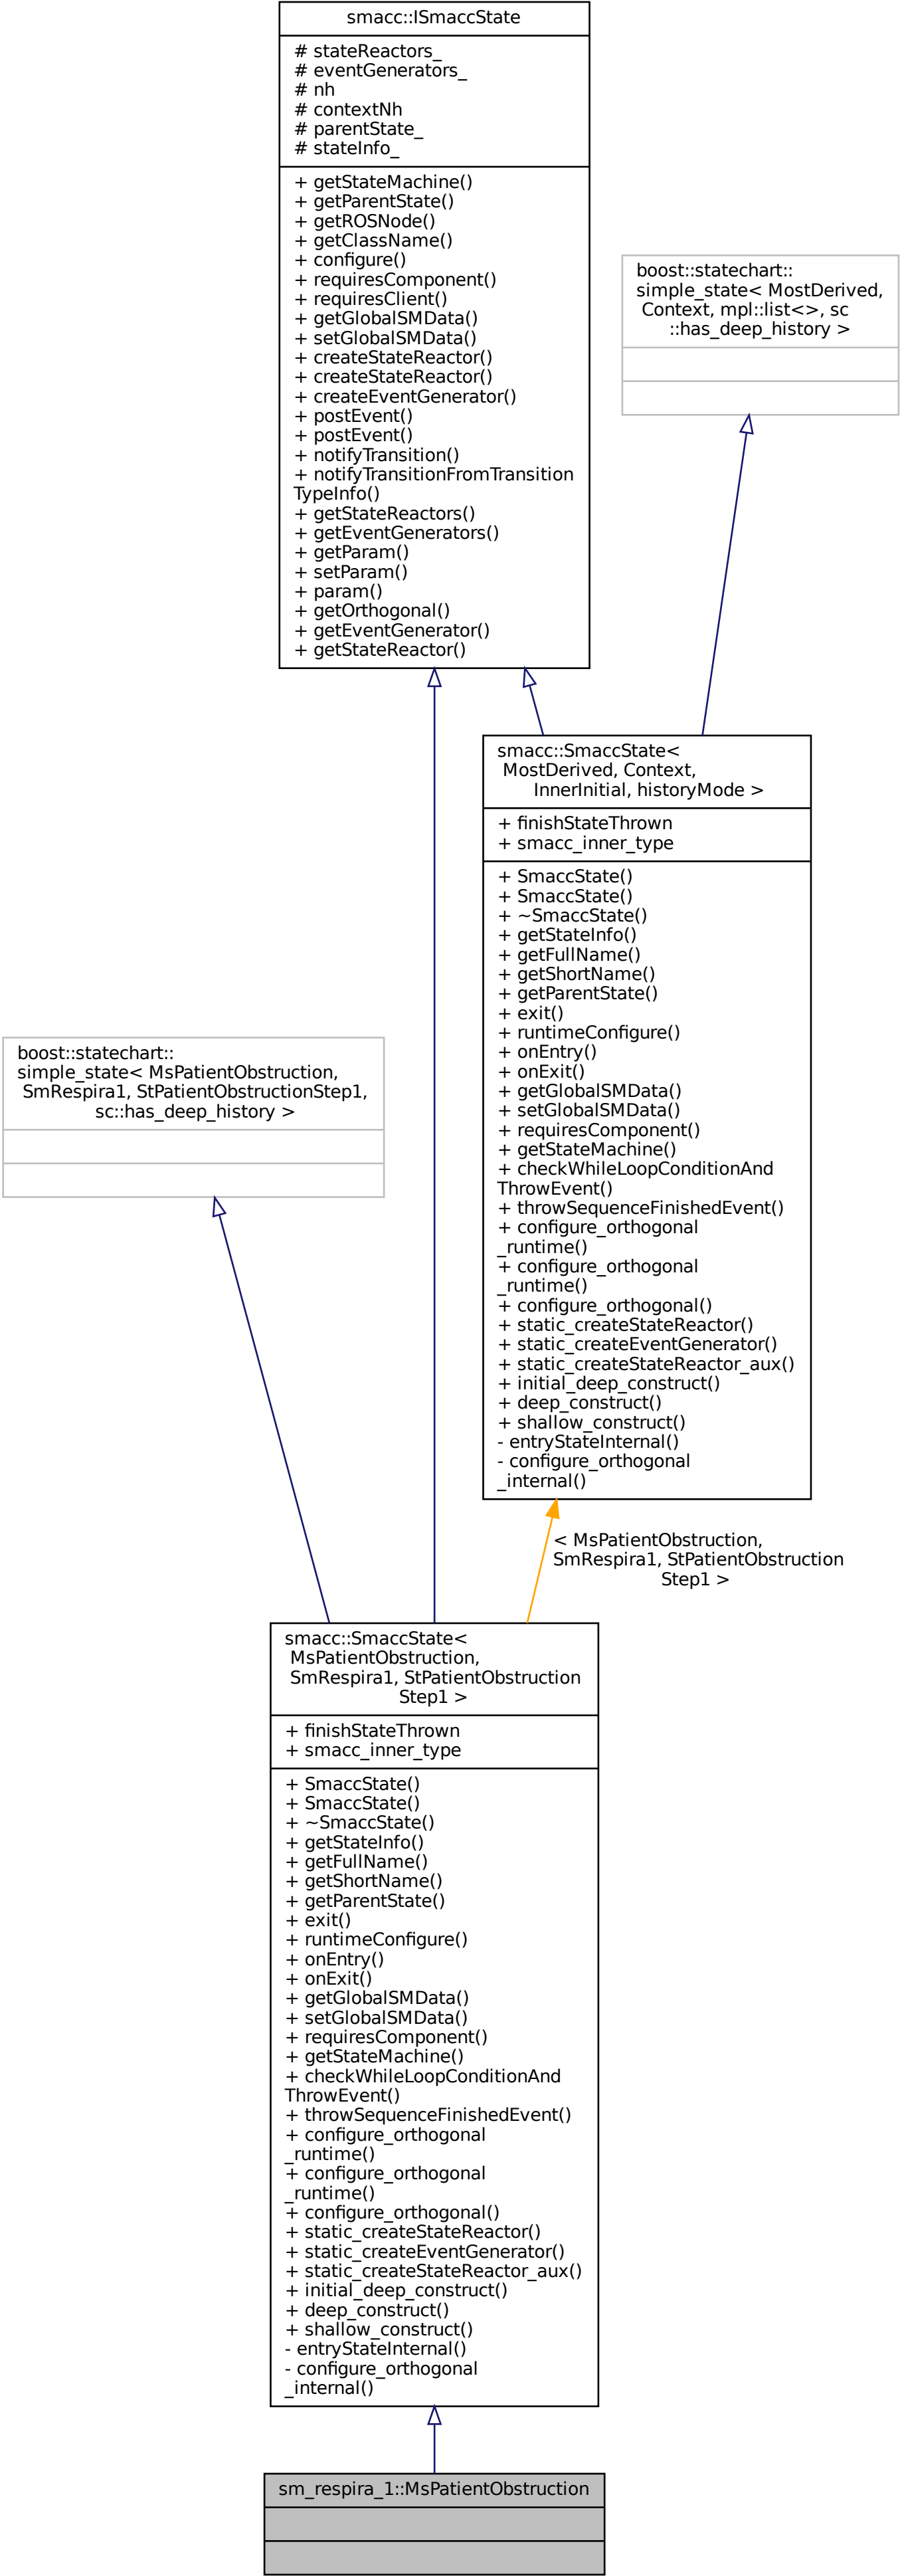 smacc::ISmaccState
# stateReactors_
# eventGenerators_
# nh
# contextNh
# parentState_
# stateInfo_
+ getStateMachine()
+ getParentState()
+ getROSNode()
+ getClassName()
+ configure()
+ requiresComponent()
+ requiresClient()
+ getGlobalSMData()
+ setGlobalSMData()
+ createStateReactor()
+ createStateReactor()
+ createEventGenerator()
+ postEvent()
+ postEvent()
+ notifyTransition()
+ notifyTransitionFromTransition
TypeInfo()
+ getStateReactors()
+ getEventGenerators()
+ getParam()
+ setParam()
+ param()
+ getOrthogonal()
+ getEventGenerator()
+ getStateReactor()
boost::statechart::
simple_state< MostDerived,
Context, mpl::list<>, sc
::has_deep_history >
smacc::SmaccState<
MostDerived, Context,
InnerInitial, historyMode >
+ finishStateThrown
+ smacc_inner_type
+ SmaccState()
+ SmaccState()
+ ~SmaccState()
+ getStateInfo()
+ getFullName()
+ getShortName()
+ getParentState()
+ exit()
+ runtimeConfigure()
+ onEntry()
+ onExit()
+ getGlobalSMData()
+ setGlobalSMData()
+ requiresComponent()
+ getStateMachine()
+ checkWhileLoopConditionAnd
ThrowEvent()
+ throwSequenceFinishedEvent()
+ configure_orthogonal
_runtime()
+ configure_orthogonal
_runtime()
+ configure_orthogonal()
+ static_createStateReactor()
+ static_createEventGenerator()
+ static_createStateReactor_aux()
+ initial_deep_construct()
+ deep_construct()
+ shallow_construct()
- entryStateInternal()
- configure_orthogonal
_internal()
boost::statechart::
simple_state< MsPatientObstruction,
SmRespira1, StPatientObstructionStep1,
sc::has_deep_history >
< MsPatientObstruction,
SmRespira1, StPatientObstruction
Step1 >
smacc::SmaccState<
MsPatientObstruction,
SmRespira1, StPatientObstruction
Step1 >
+ finishStateThrown
+ smacc_inner_type
+ SmaccState()
+ SmaccState()
+ ~SmaccState()
+ getStateInfo()
+ getFullName()
+ getShortName()
+ getParentState()
+ exit()
+ runtimeConfigure()
+ onEntry()
+ onExit()
+ getGlobalSMData()
+ setGlobalSMData()
+ requiresComponent()
+ getStateMachine()
+ checkWhileLoopConditionAnd
ThrowEvent()
+ throwSequenceFinishedEvent()
+ configure_orthogonal
_runtime()
+ configure_orthogonal
_runtime()
+ configure_orthogonal()
+ static_createStateReactor()
+ static_createEventGenerator()
+ static_createStateReactor_aux()
+ initial_deep_construct()
+ deep_construct()
+ shallow_construct()
- entryStateInternal()
- configure_orthogonal
_internal()
sm_respira_1::MsPatientObstruction